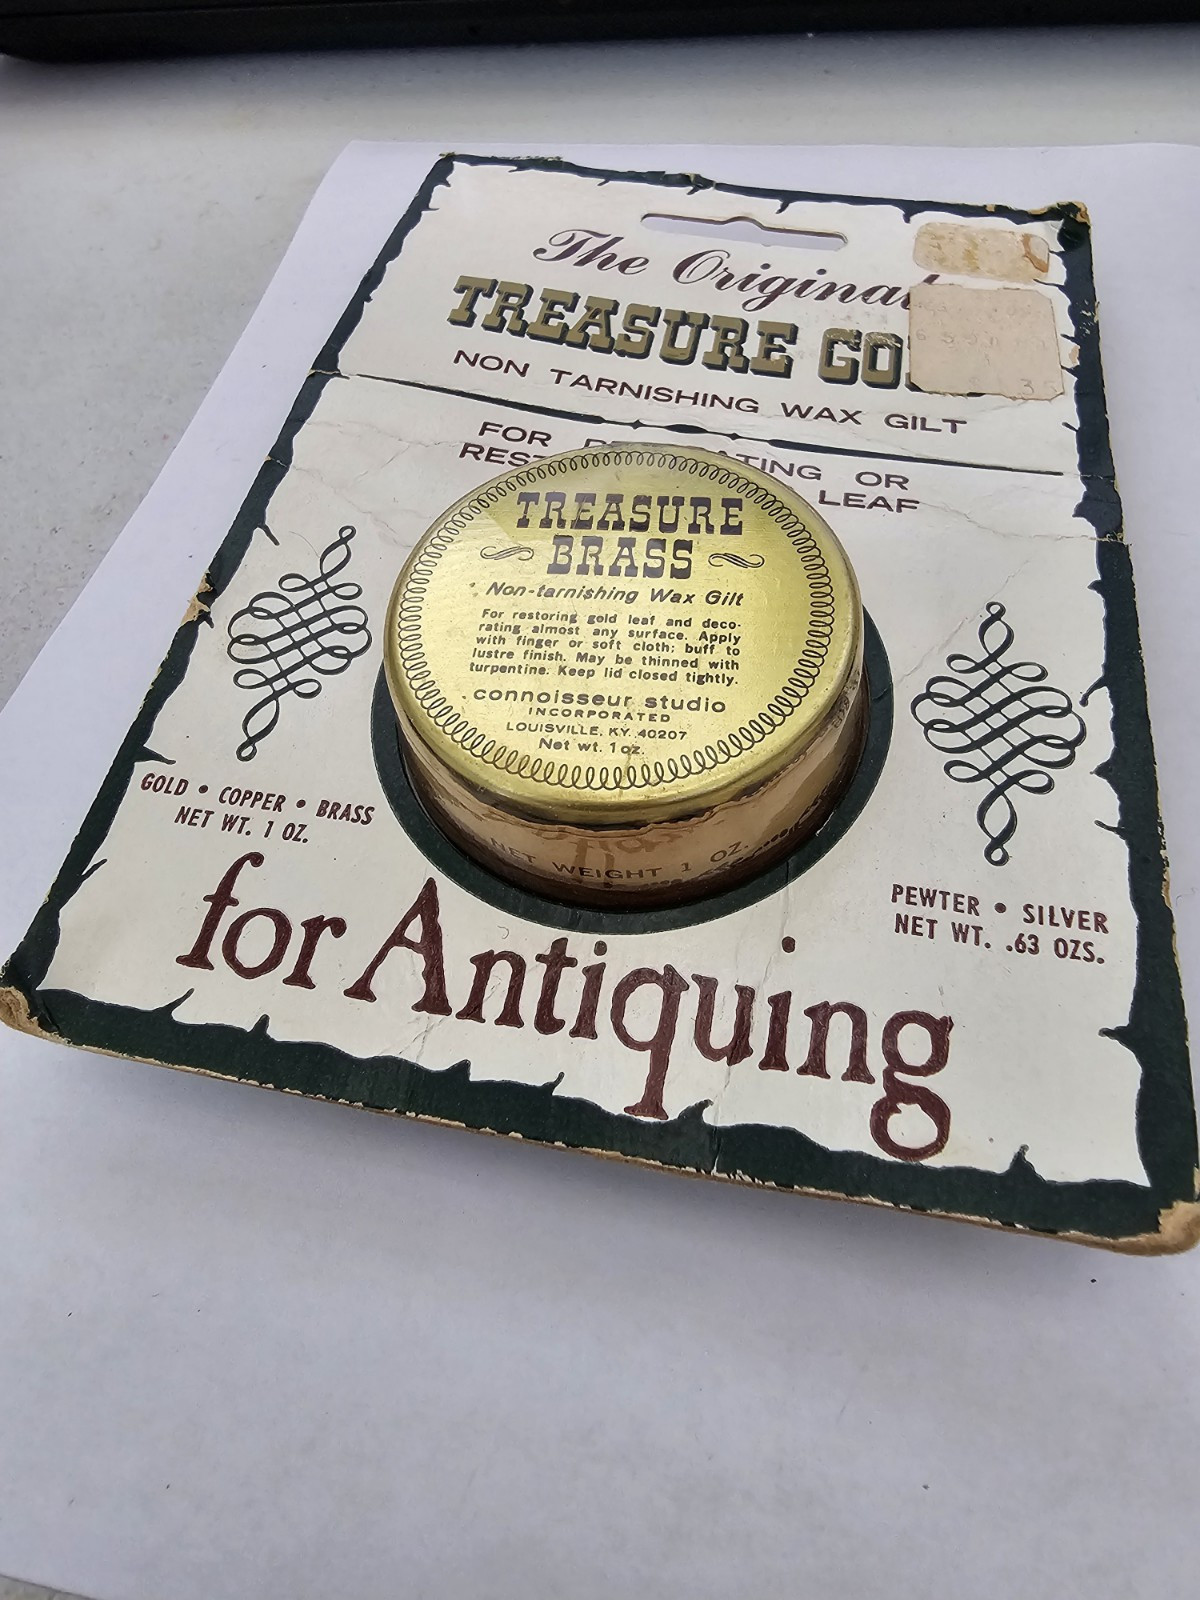 The Original
TREASURE GO
NON TARNISHING WAX GILT
FOR ATING OR
LEAF
TREASURE
BRASS
Non-tarnishing Wax Gilt
For restoring gold leaf and deco-
rating almost any surface. Apply
with finger or soft cloth; buff to
lustre finish. May be thinned with
turpentine. Keep lid closed tightly.
connoisseur studio
INCORPORATED
LOUISVILLE, KY. 40207
Net wt. 1 oz.
NET WEIGHT 1 OZ.
GOLD • COPPER • BRASS
NET WT. 1 OZ.
PEWTER • SILVER
NET WT. .63 OZS.
for Antiquing